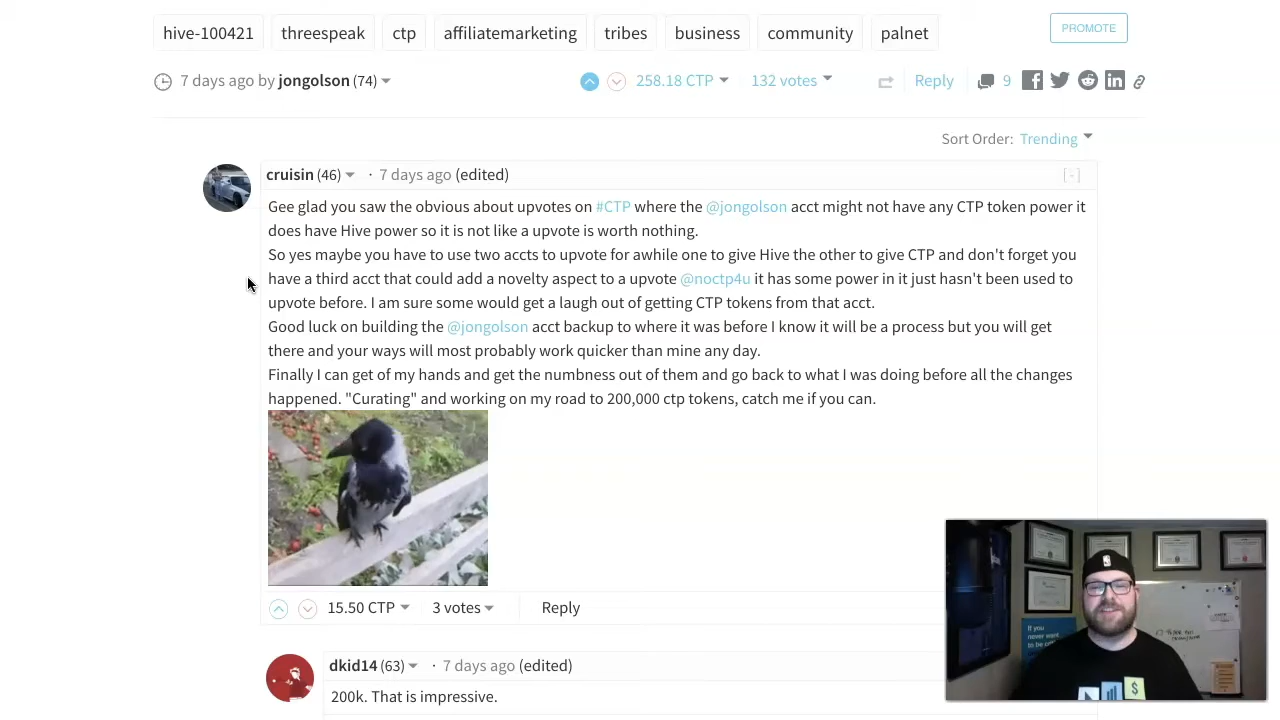 hive-100421 threespeak ctp affiliatemarketing tribes business community palnet
PROMOTE
7 days ago by jongolson (74)
258.18 CTP 132 votes Reply 9
Sort Order: Trending
cruisin (46) · 7 days ago (edited) [-]
Gee glad you saw the obvious about upvotes on #CTP where the @jongolson acct might not have any CTP token power it
does have Hive power so it is not like a upvote is worth nothing.
So yes maybe you have to use two accts to upvote for awhile one to give Hive the other to give CTP and don't forget you
have a third acct that could add a novelty aspect to a upvote @noctp4u it has some power in it just hasn't been used to
upvote before. I am sure some would get a laugh out of getting CTP tokens from that acct.
Good luck on building the @jongolson acct backup to where it was before I know it will be a process but you will get
there and your ways will most probably work quicker than mine any day.
Finally I can get of my hands and get the numbness out of them and go back to what I was doing before all the changes
happened. "Curating" and working on my road to 200,000 ctp tokens, catch me if you can.
15.50 CTP 3 votes Reply
dkid14 (63) · 7 days ago (edited)
200k. That is impressive.
If you
never want